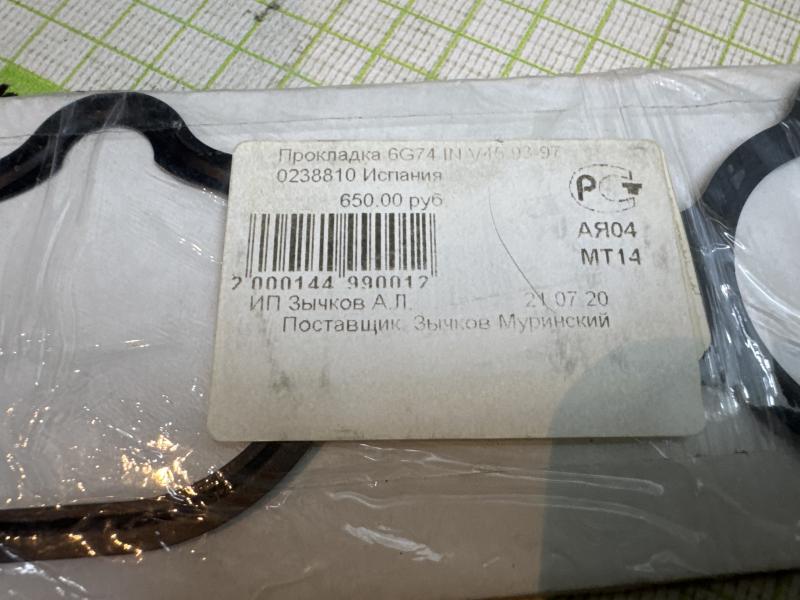 Прокладка 6G74 IN V45 93-97
0238810 Испания
650.00 руб
РСТ
АЯ04
МТ14
2 000144 990012
ИП Зычков А.Л. 21.07.20
Поставщик Зычков Муринский